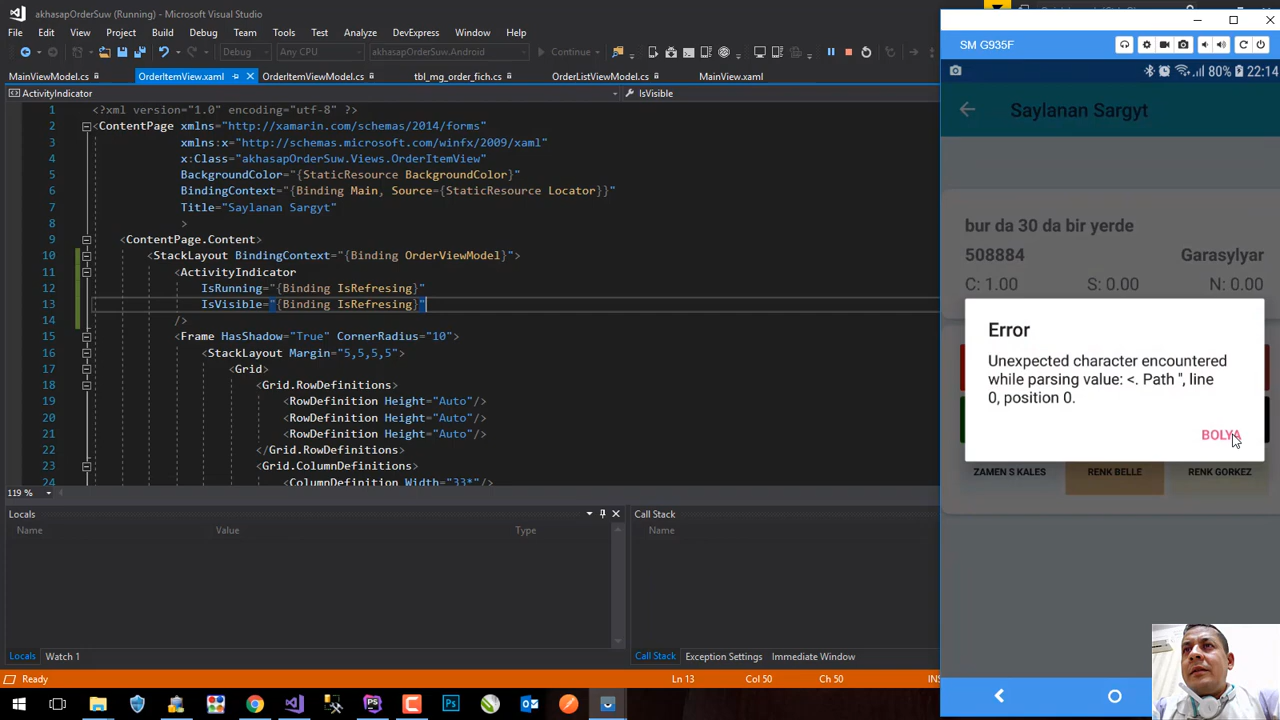 akhasapOrderSuw (Running) - Microsoft Visual Studio
File Edit View Project Build Debug Team Tools Test Analyze DevExpress Window Help
Debug Any CPU akhasapOrderSuw.Android Continue
MainViewModel.cs OrderItemView.xaml OrderItemViewModel.cs tbl_mg_order_fich.cs OrderListViewModel.cs MainView.xaml
ActivityIndicator IsVisible
1 <?xml version="1.0" encoding="utf-8" ?>
2 <ContentPage xmlns="http://xamarin.com/schemas/2014/forms"
3 xmlns:x="http://schemas.microsoft.com/winfx/2009/xaml"
4 x:Class="akhasapOrderSuw.Views.OrderItemView"
5 BackgroundColor="{StaticResource BackgroundColor}"
6 BindingContext="{Binding Main, Source={StaticResource Locator}}"
7 Title="Saylanan Sargyt"
8 >
9 <ContentPage.Content>
10 <StackLayout BindingContext="{Binding OrderViewModel}">
11 <ActivityIndicator
12 IsRunning="{Binding IsRefresing}"
13 IsVisible="{Binding IsRefresing}"
14 />
15 <Frame HasShadow="True" CornerRadius="10">
16 <StackLayout Margin="5,5,5,5">
17 <Grid>
18 <Grid.RowDefinitions>
19 <RowDefinition Height="Auto"/>
20 <RowDefinition Height="Auto"/>
21 <RowDefinition Height="Auto"/>
22 </Grid.RowDefinitions>
23 <Grid.ColumnDefinitions>
24 <ColumnDefinition Width="33*"/>
119 %
Locals
Name Value Type
Call Stack
Name
Locals Watch 1
Call Stack Exception Settings Immediate Window
Ready Ln 13 Col 50 Ch 50 INS
SM G935F
80% 22:14
Saylanan Sargyt
bur da 30 da bir yerde
508884 Garasylyar
C: 1.00 S: 0.00 N: 0.00
Error
Unexpected character encountered
while parsing value: <. Path '', line
0, position 0.
BOLYA
ZAMEN S KALES RENK BELLE RENK GORKEZ